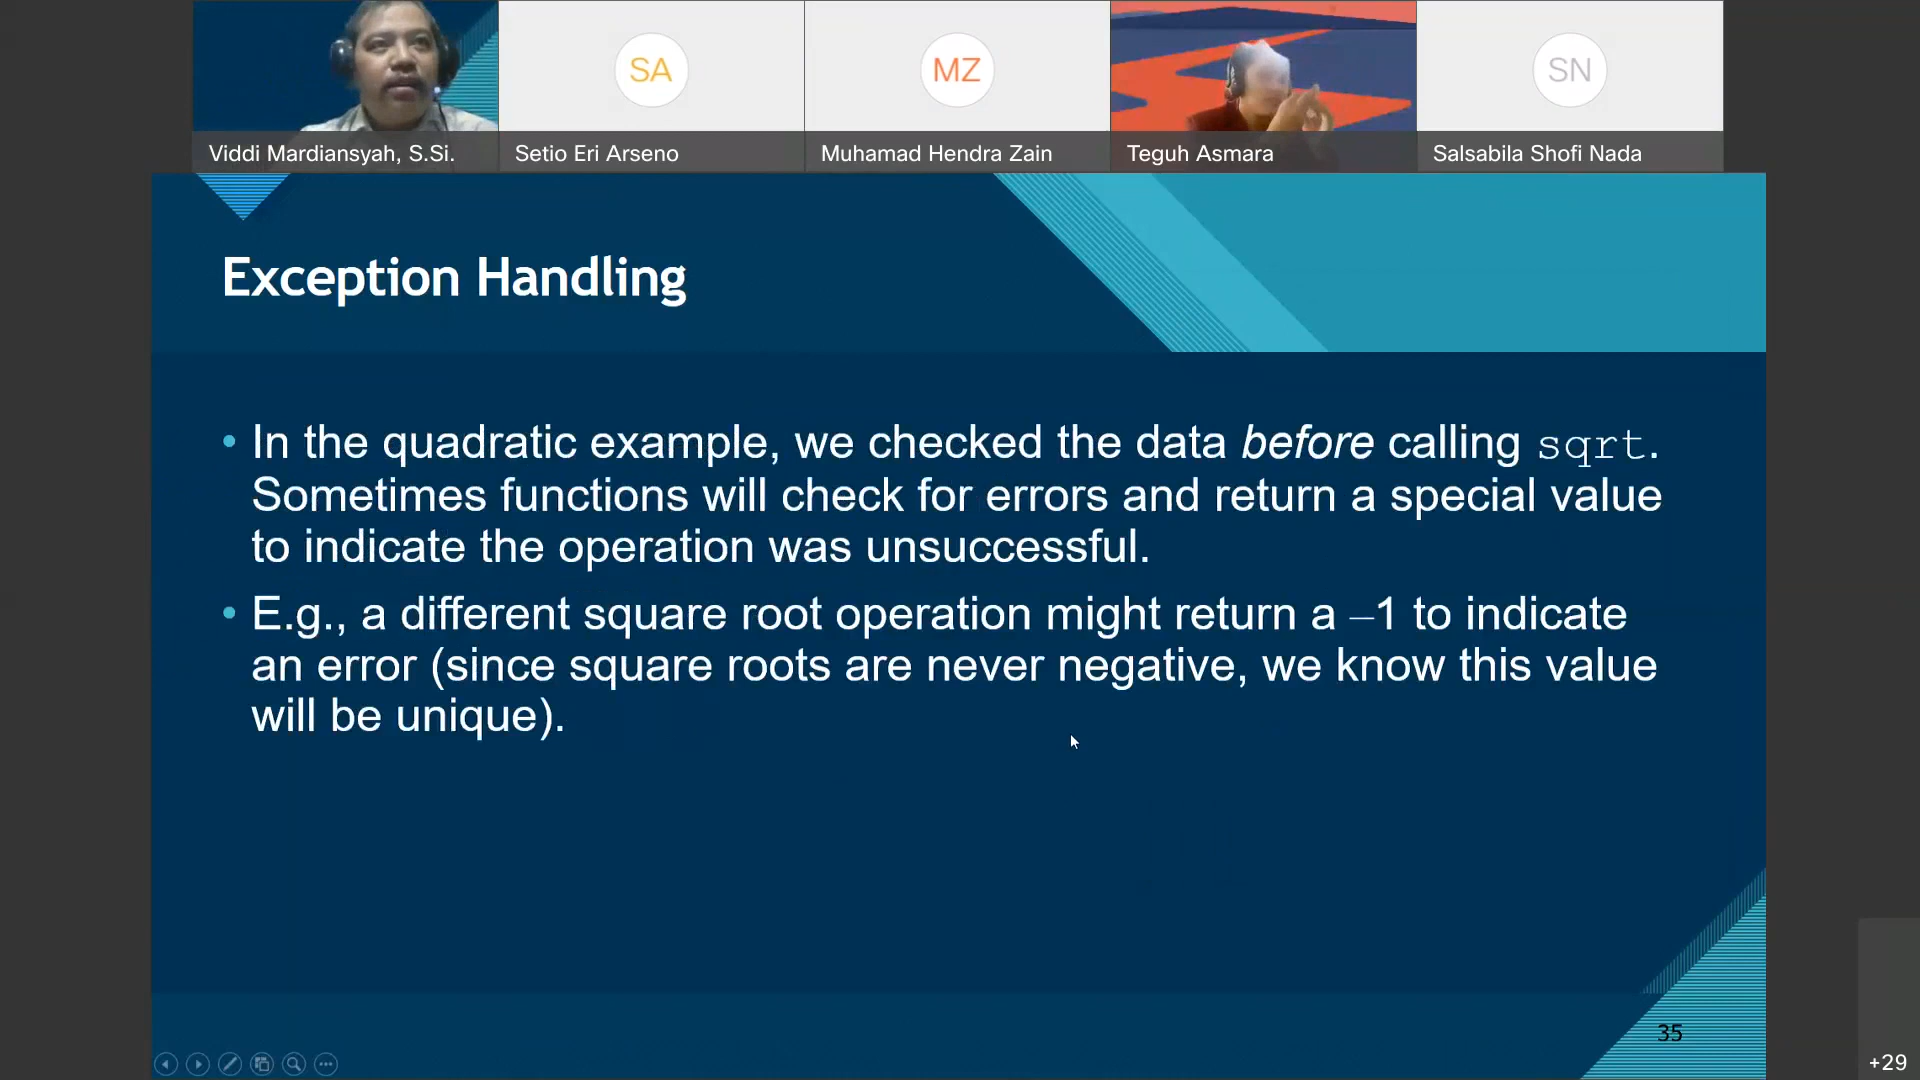 SA
MZ
SN
Viddi Mardiansyah, S.Si.
Setio Eri Arseno
Muhamad Hendra Zain
Teguh Asmara
Salsabila Shofi Nada
Exception Handling
• In the quadratic example, we checked the data before calling sqrt.
Sometimes functions will check for errors and return a special value
to indicate the operation was unsuccessful.
• E.g., a different square root operation might return a –1 to indicate
an error (since square roots are never negative, we know this value
will be unique).
35
+29